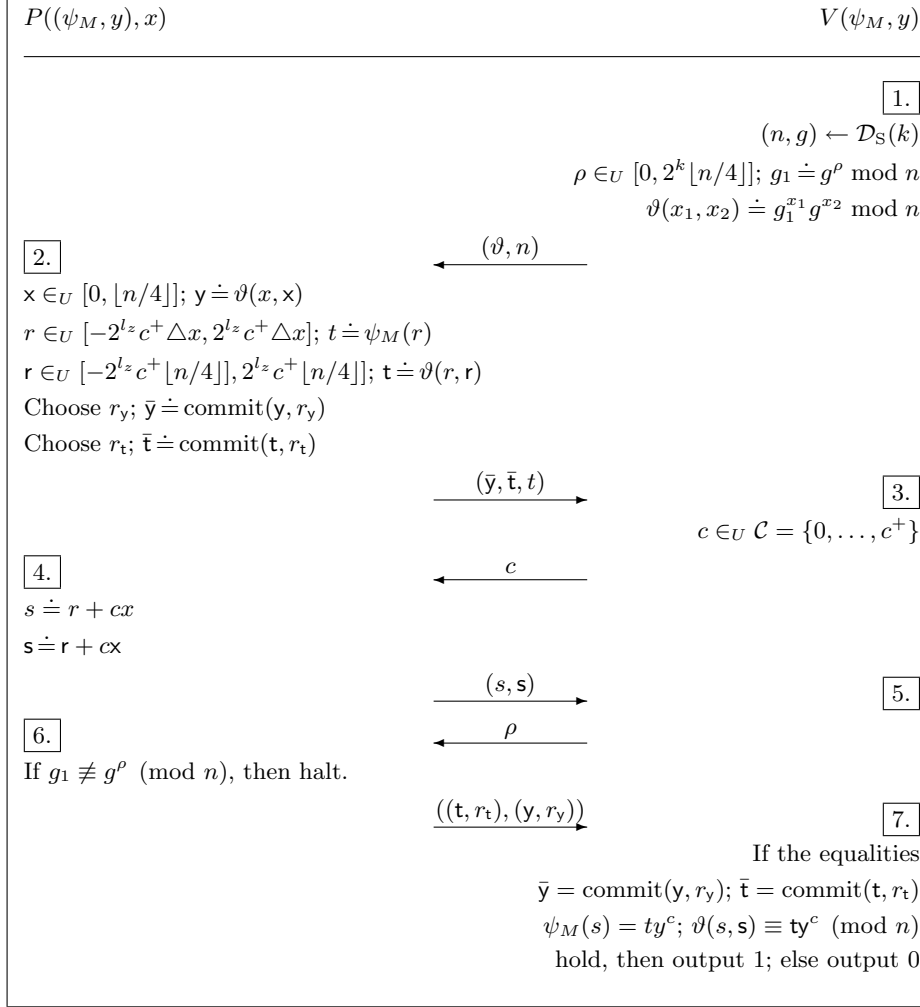 P((ψ_M, y), x) V(ψ_M, y)
1.
(n, g) ← 𝒟_S(k)
ρ ∈_U [0, 2^k⌊n/4⌋]; g_1 ≐ g^ρ mod n
ϑ(x_1, x_2) ≐ g_1^{x_1} g^{x_2} mod n
2. (ϑ, n)
𝗑 ∈_U [0, ⌊n/4⌋]; 𝗒 ≐ ϑ(x, 𝗑)
r ∈_U [−2^{l_z}c^+△x, 2^{l_z}c^+△x]; t ≐ ψ_M(r)
𝗋 ∈_U [−2^{l_z}c^+⌊n/4⌋], 2^{l_z}c^+⌊n/4⌋]; 𝗍 ≐ ϑ(r, 𝗋)
Choose r_𝗒; 𝗒̄ ≐ commit(𝗒, r_𝗒)
Choose r_𝗍; 𝗍̄ ≐ commit(𝗍, r_𝗍)
(𝗒̄, 𝗍̄, t) 3.
c ∈_U 𝒞 = {0, . . . , c^+}
4. c
s ≐ r + cx
𝗌 ≐ 𝗋 + c𝗑
(s, 𝗌) 5.
6. ρ
If g_1 ≢ g^ρ (mod n), then halt.
((𝗍, r_𝗍), (𝗒, r_𝗒)) 7.
If the equalities
𝗒̄ = commit(𝗒, r_𝗒); 𝗍̄ = commit(𝗍, r_𝗍)
ψ_M(s) = ty^c; ϑ(s, 𝗌) ≡ 𝗍𝗒^c (mod n)
hold, then output 1; else output 0